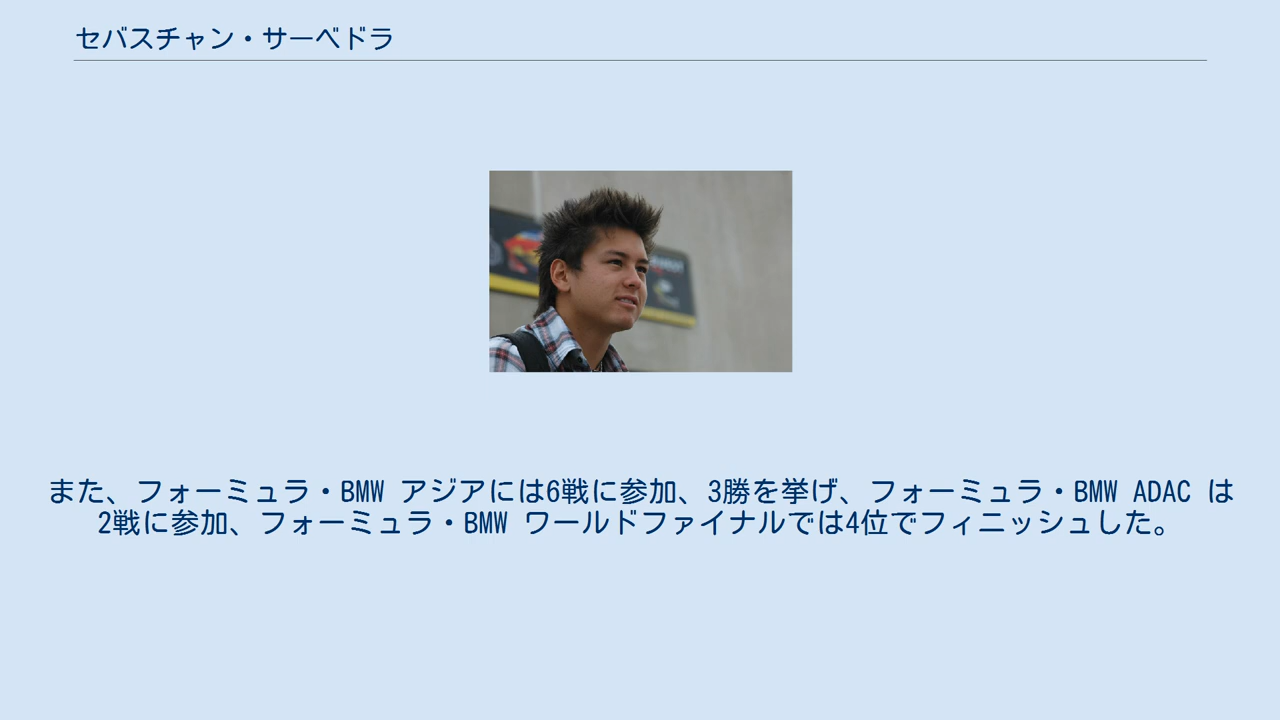 セバスチャン・サーベドラ
また、フォーミュラ・BMW アジアには6戦に参加、3勝を挙げ、フォーミュラ・BMW ADAC は
2戦に参加、フォーミュラ・BMW ワールドファイナルでは4位でフィニッシュした。